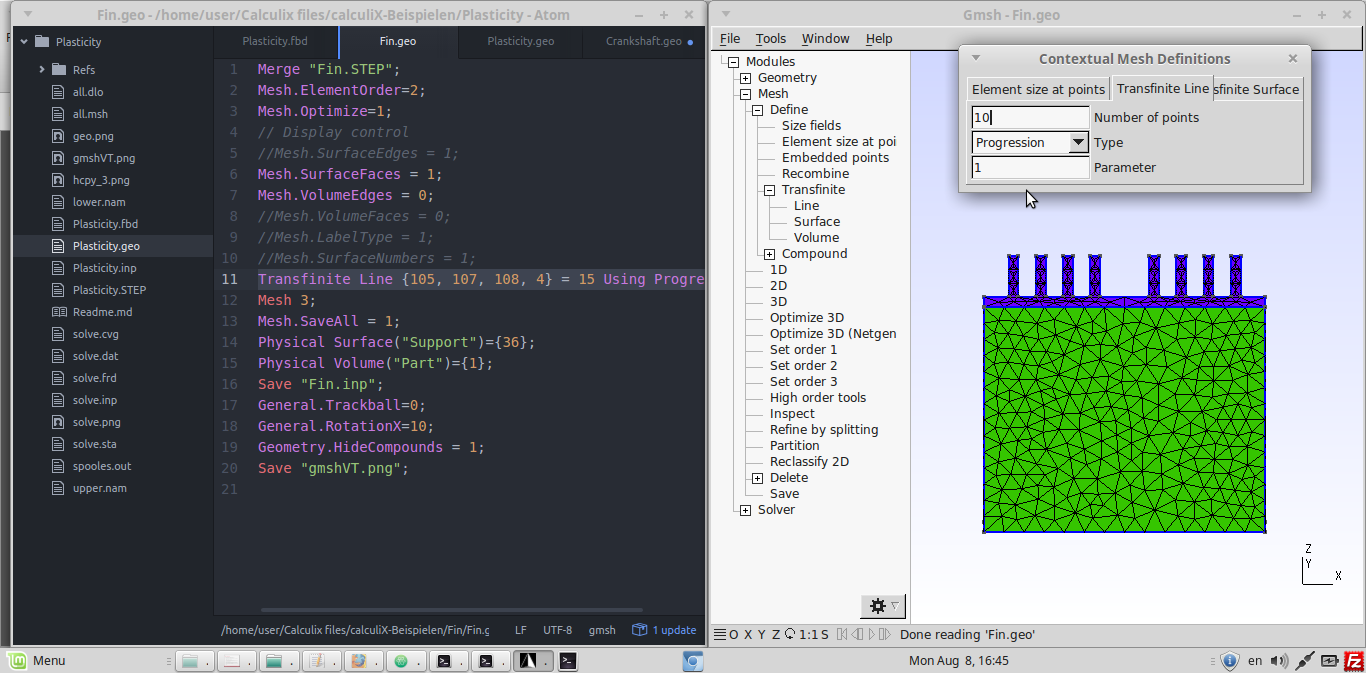 Fin.geo - /home/user/Calculix files/calculiX-Beispielen/Plasticity - Atom
Plasticity
Refs
all.dlo
all.msh
geo.png
gmshVT.png
hcpy_3.png
lower.nam
Plasticity.fbd
Plasticity.geo
Plasticity.inp
Plasticity.STEP
Readme.md
solve.cvg
solve.dat
solve.frd
solve.inp
solve.png
solve.sta
spooles.out
upper.nam
Plasticity.fbd Fin.geo Plasticity.geo Crankshaft.geo
1 Merge "Fin.STEP";
2 Mesh.ElementOrder=2;
3 Mesh.Optimize=1;
4 // Display control
5 //Mesh.SurfaceEdges = 1;
6 Mesh.SurfaceFaces = 1;
7 Mesh.VolumeEdges = 0;
8 //Mesh.VolumeFaces = 0;
9 //Mesh.LabelType = 1;
10 //Mesh.SurfaceNumbers = 1;
11 Transfinite Line {105, 107, 108, 4} = 15 Using Progre
12 Mesh 3;
13 Mesh.SaveAll = 1;
14 Physical Surface("Support")={36};
15 Physical Volume("Part")={1};
16 Save "Fin.inp";
17 General.Trackball=0;
18 General.RotationX=10;
19 Geometry.HideCompounds = 1;
20 Save "gmshVT.png";
21
/home/user/Calculix files/calculiX-Beispielen/Fin/Fin.g LF UTF-8 gmsh 1 update
Gmsh - Fin.geo
File Tools Window Help
Modules
Geometry
Mesh
Define
Size fields
Element size at poi
Embedded points
Recombine
Transfinite
Line
Surface
Volume
Compound
1D
2D
3D
Optimize 3D
Optimize 3D (Netgen
Set order 1
Set order 2
Set order 3
High order tools
Inspect
Refine by splitting
Partition
Reclassify 2D
Delete
Save
Solver
Contextual Mesh Definitions
Element size at points Transfinite Line sfinite Surface
10 Number of points
Progression Type
1 Parameter
Z
Y
X
O X Y Z 1:1 S Done reading 'Fin.geo'
Menu Mon Aug 8, 16:45 en